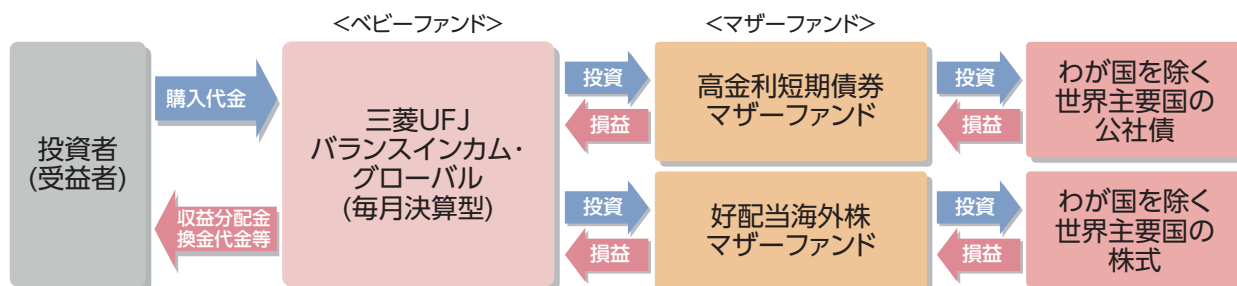 <ベビーファンド>
<マザーファンド>
投資者
(受益者)
購入代金
収益分配金
換金代金等
三菱UFJ
バランスインカム・
グローバル
(毎月決算型)
投資
損益
高金利短期債券
マザーファンド
投資
損益
わが国を除く
世界主要国の
公社債
投資
損益
好配当海外株
マザーファンド
投資
損益
わが国を除く
世界主要国の
株式